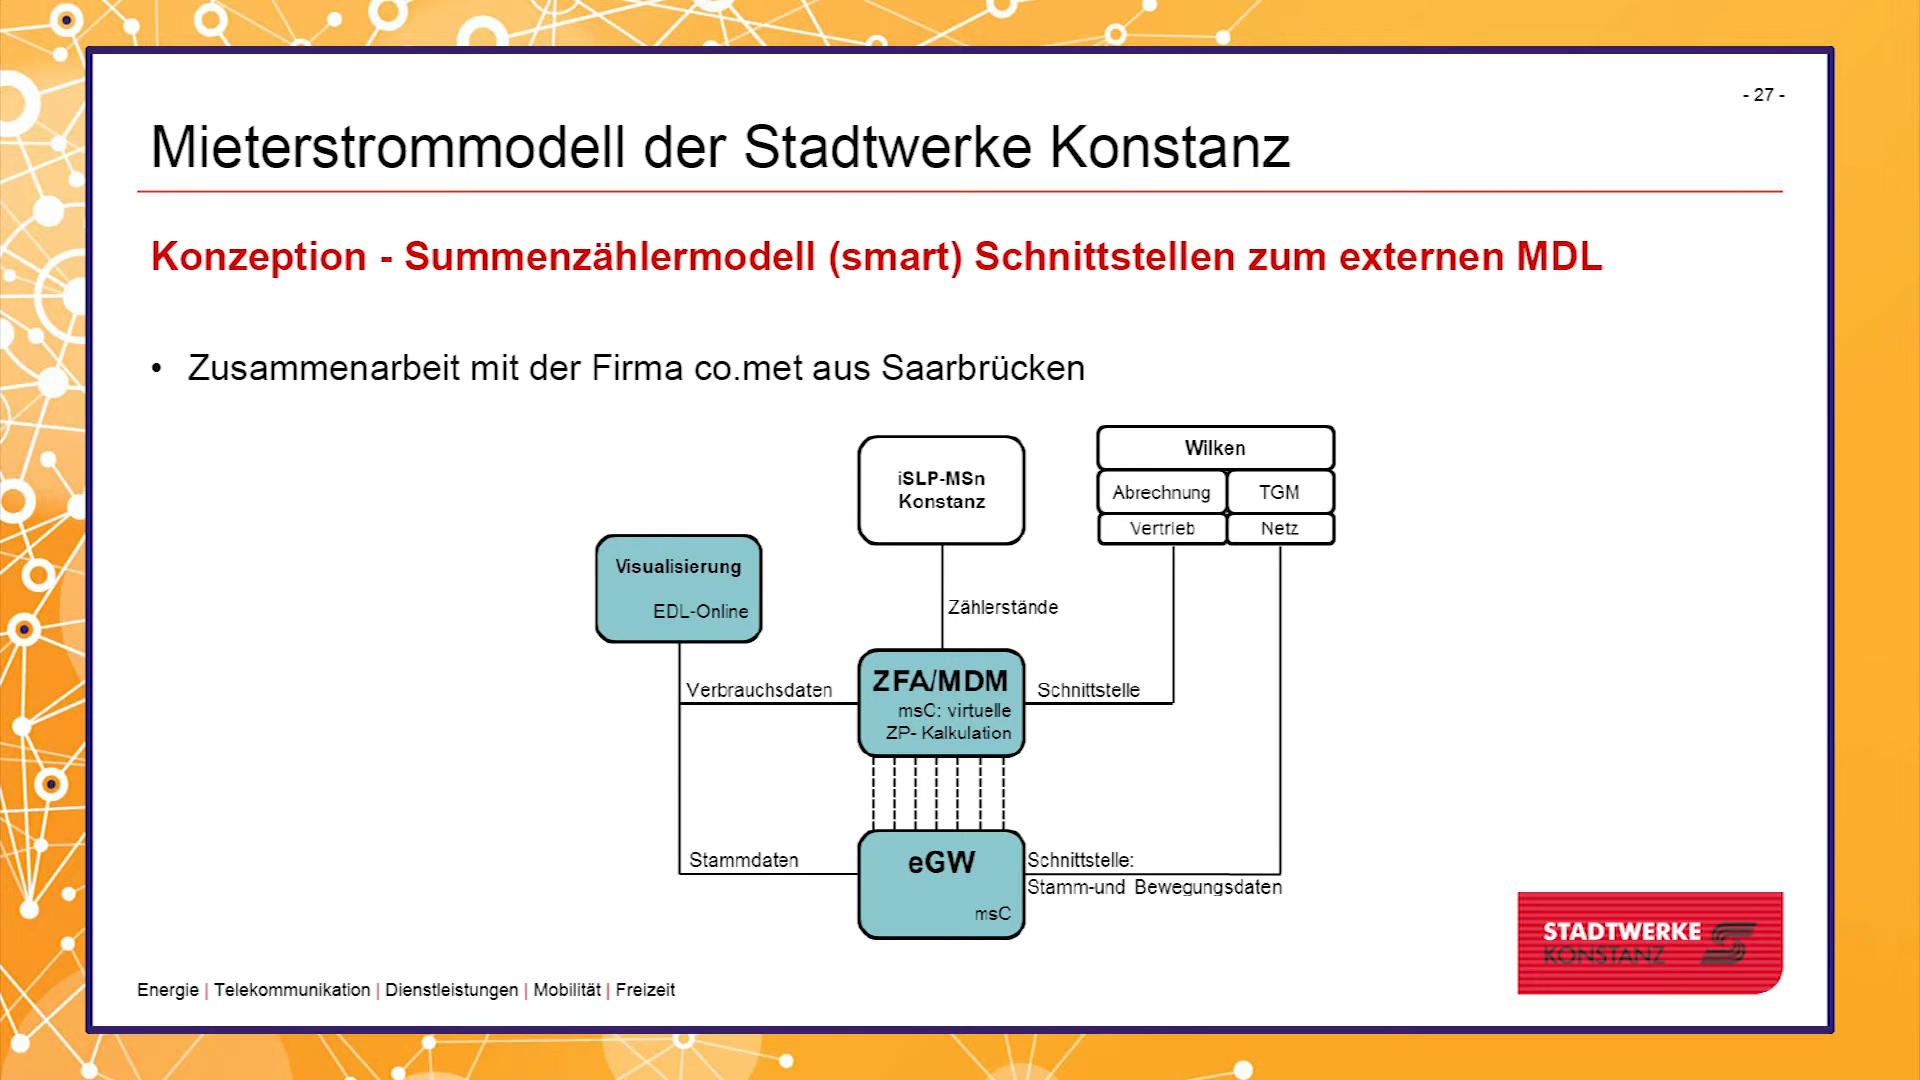 - 27 -
Mieterstrommodell der Stadtwerke Konstanz
Konzeption - Summenzählermodell (smart) Schnittstellen zum externen MDL
• Zusammenarbeit mit der Firma co.met aus Saarbrücken
Wilken
Abrechnung TGM
Vertrieb Netz
iSLP-MSn
Konstanz
Visualisierung
EDL-Online
Zählerstände
Verbrauchsdaten
ZFA/MDM
msC: virtuelle
ZP- Kalkulation
Schnittstelle
Stammdaten
eGW
msC
Schnittstelle:
Stamm-und Bewegungsdaten
STADTWERKE
KONSTANZ
Energie | Telekommunikation | Dienstleistungen | Mobilität | Freizeit